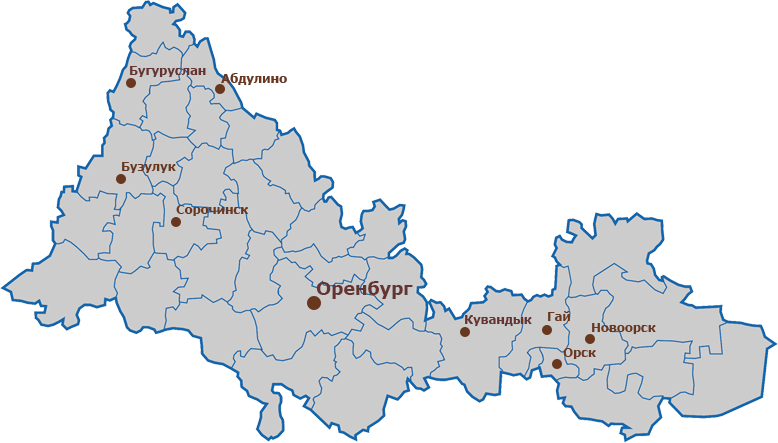 Бугуруслан
Абдулино
Бузулук
Сорочинск
Оренбург
Кувандык
Гай
Новоорск
Орск